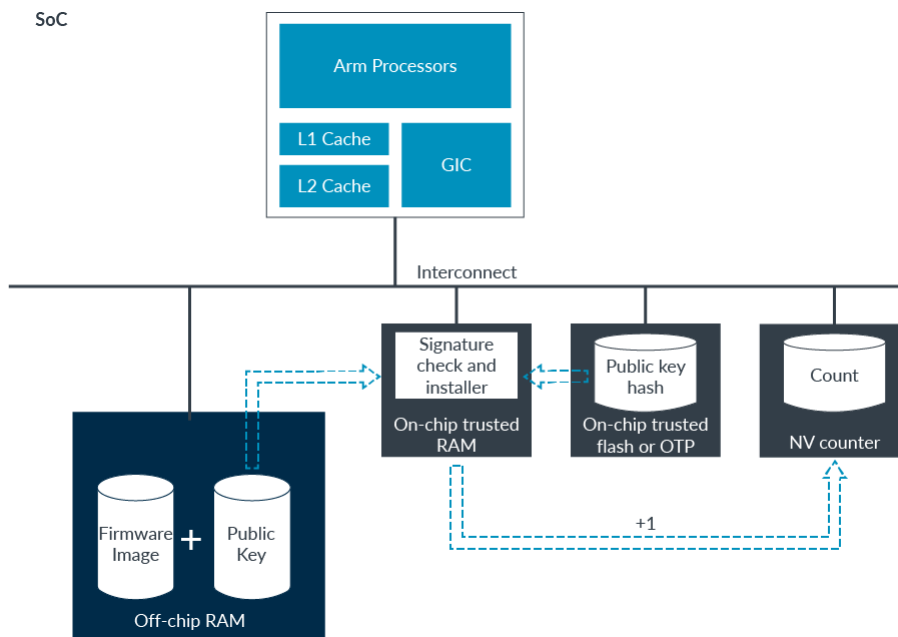 SoC
Arm Processors
L1 Cache
L2 Cache
GIC
Interconnect
Signature
check and
installer
On-chip trusted
RAM
Public key
hash
On-chip trusted
flash or OTP
Count
NV counter
Firmware
Image
+
Public
Key
Off-chip RAM
+1